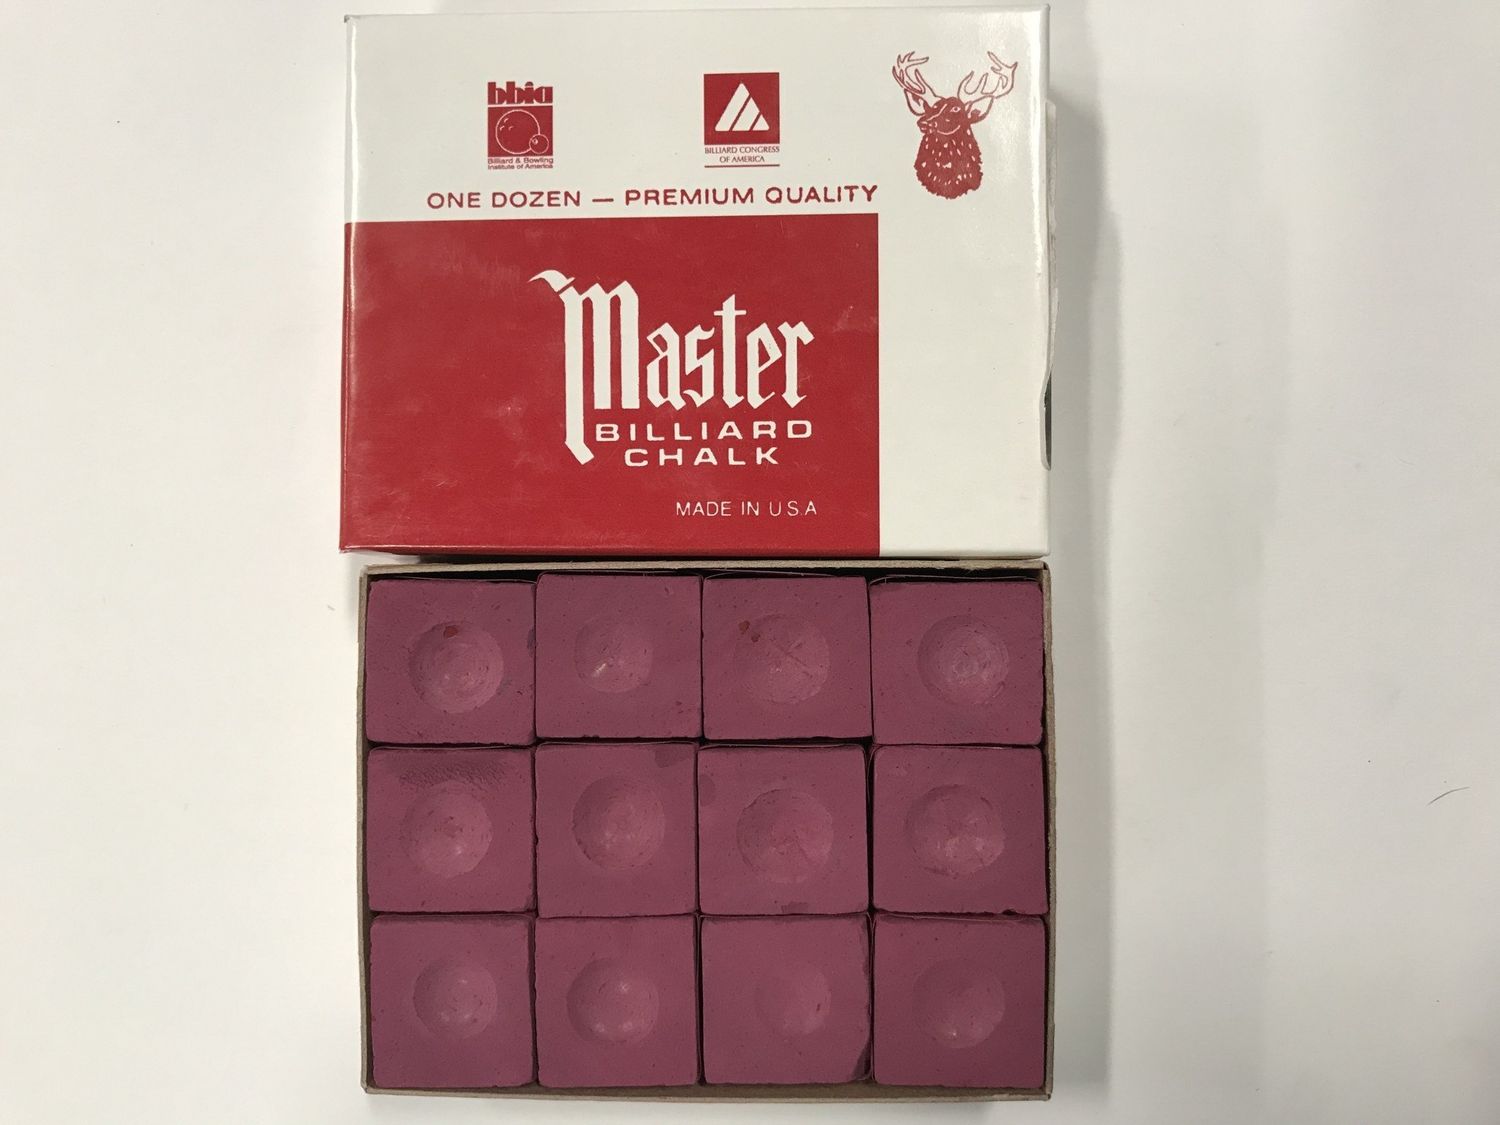 bbia
Billiard & Bowling
Institute of America
BILLIARD CONGRESS
OF AMERICA
ONE DOZEN — PREMIUM QUALITY
Master
BILLIARD
CHALK
MADE IN U.S.A